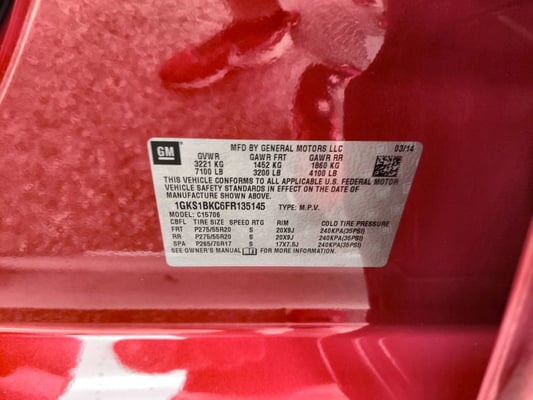 GM
MFD BY GENERAL MOTORS LLC
03/14
GVWR GAWR FRT GAWR RR
3221 KG 1452 KG 1860 KG
7100 LB 3200 LB 4100 LB
THIS VEHICLE CONFORMS TO ALL APPLICABLE U.S. FEDERAL MOTOR
VEHICLE SAFETY STANDARDS IN EFFECT ON THE DATE OF
MANUFACTURE SHOWN ABOVE.
1GKS1BKC6FR135145 TYPE: M.P.V.
MODEL: C15706
CBFL TIRE SIZE SPEED RTG RIM COLD TIRE PRESSURE
FRT P275/55R20 S 20X9J 240KPA(35PSI)
RR P275/55R20 S 20X9J 240KPA(35PSI)
SPA P265/70R17 S 17X7.5J 240KPA(35PSI)
SEE OWNER'S MANUAL FOR MORE INFORMATION.